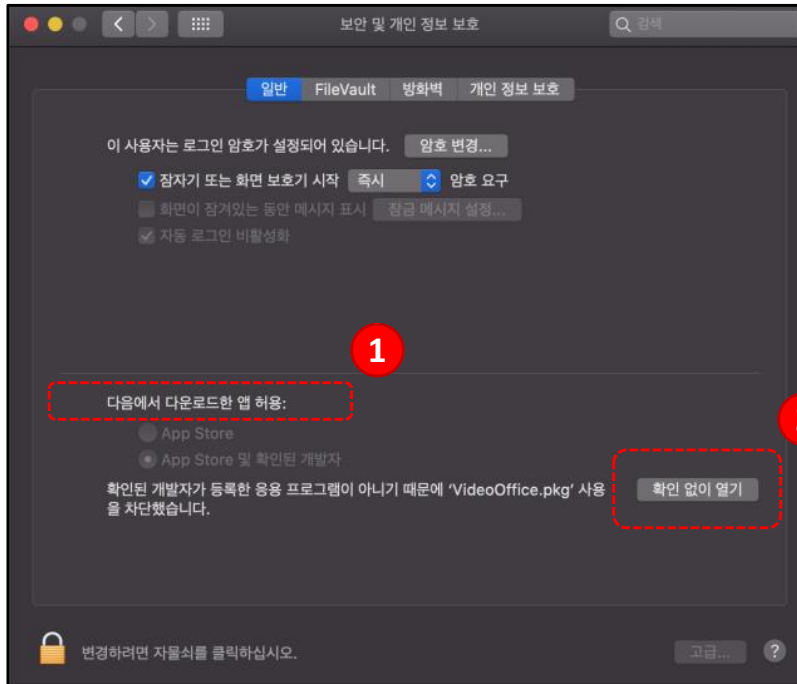 보안 및 개인 정보 보호
검색
일반 FileVault 방화벽 개인 정보 보호
이 사용자는 로그인 암호가 설정되어 있습니다. 암호 변경...
잠자기 또는 화면 보호기 시작 즉시 암호 요구
화면이 잠겨있는 동안 메시지 표시 잠금 메시지 설정...
자동 로그인 비활성화
1
다음에서 다운로드한 앱 허용:
App Store
App Store 및 확인된 개발자
확인된 개발자가 등록한 응용 프로그램이 아니기 때문에 ‘VideoOffice.pkg’ 사용 확인 없이 열기
을 차단했습니다.
변경하려면 자물쇠를 클릭하십시오. 고급... ?